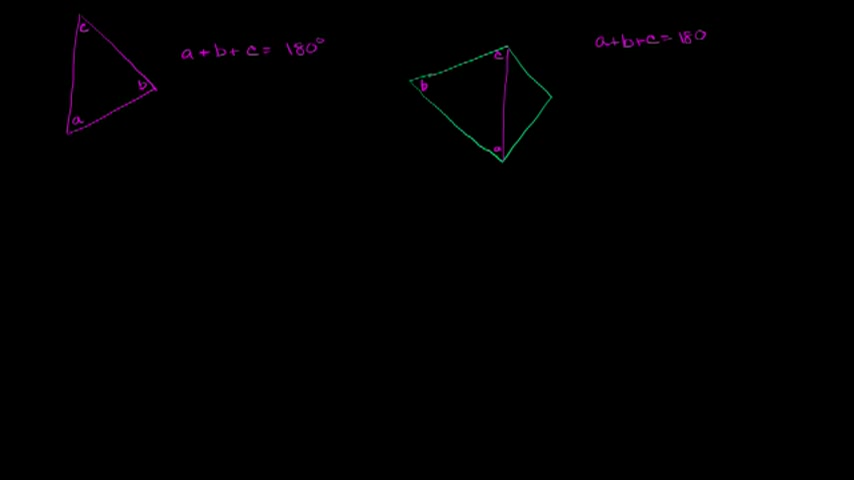 c
a + b + c = 180°
b
a
a+b+c = 180
c
b
a